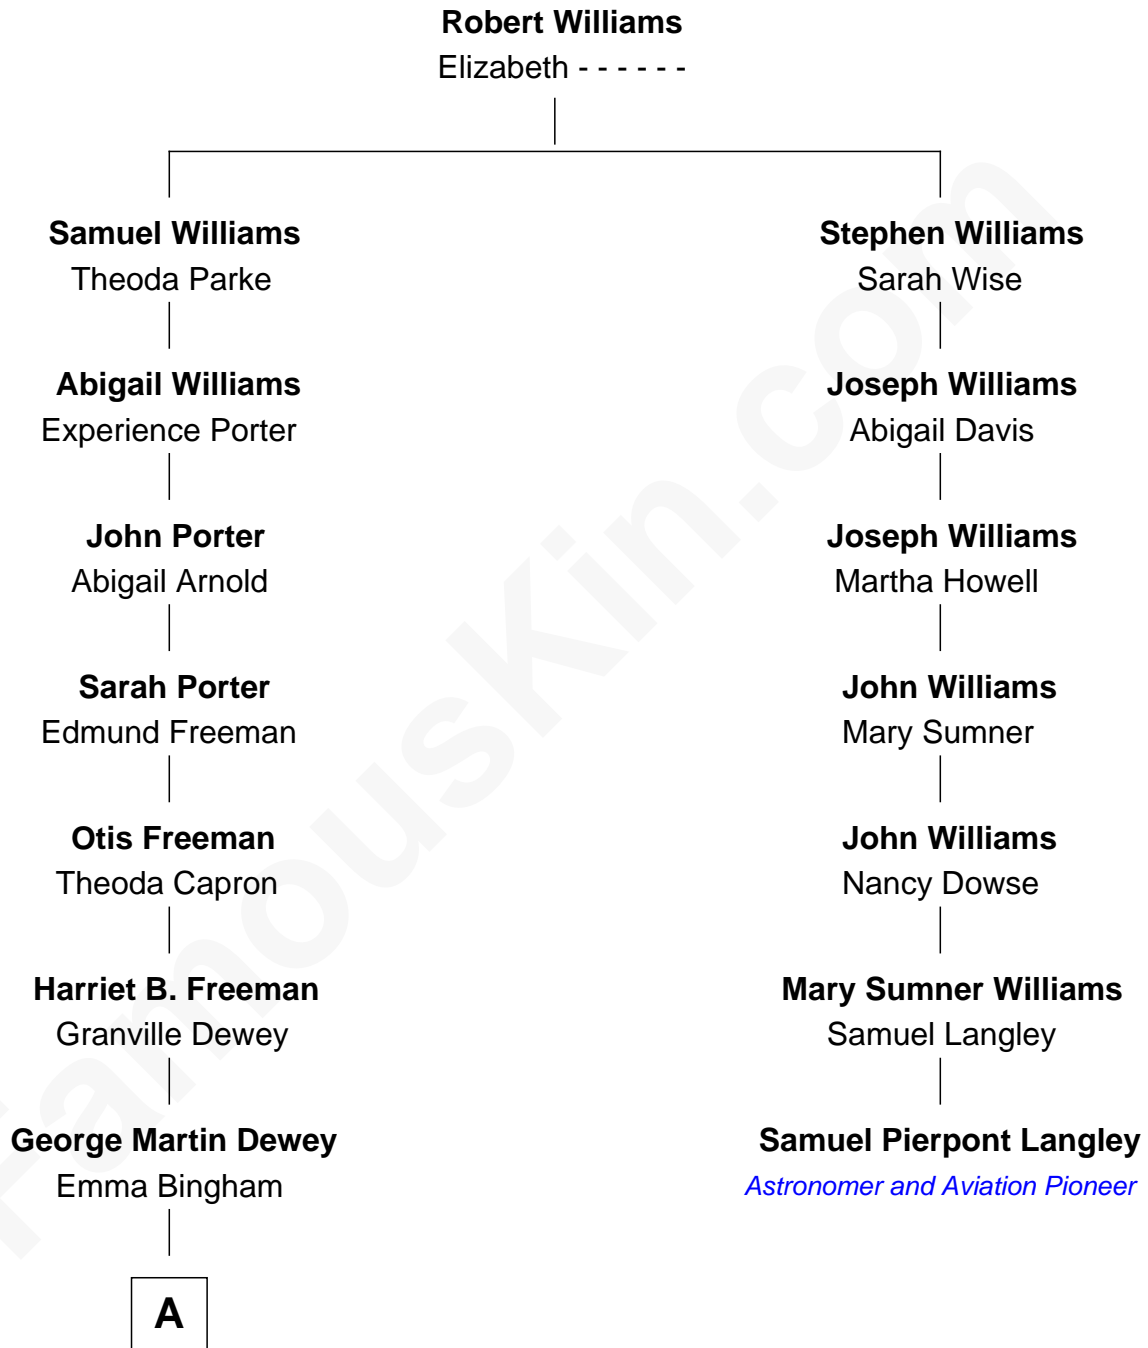 Robert Williams
Elizabeth - - - - - -
Samuel Williams
Theoda Parke
Stephen Williams
Sarah Wise
Abigail Williams
Experience Porter
Joseph Williams
Abigail Davis
John Porter
Abigail Arnold
Joseph Williams
Martha Howell
Sarah Porter
Edmund Freeman
John Williams
Mary Sumner
Otis Freeman
Theoda Capron
John Williams
Nancy Dowse
Harriet B. Freeman
Granville Dewey
Mary Sumner Williams
Samuel Langley
George Martin Dewey
Emma Bingham
Samuel Pierpont Langley
Astronomer and Aviation Pioneer
A
FamousKin.com